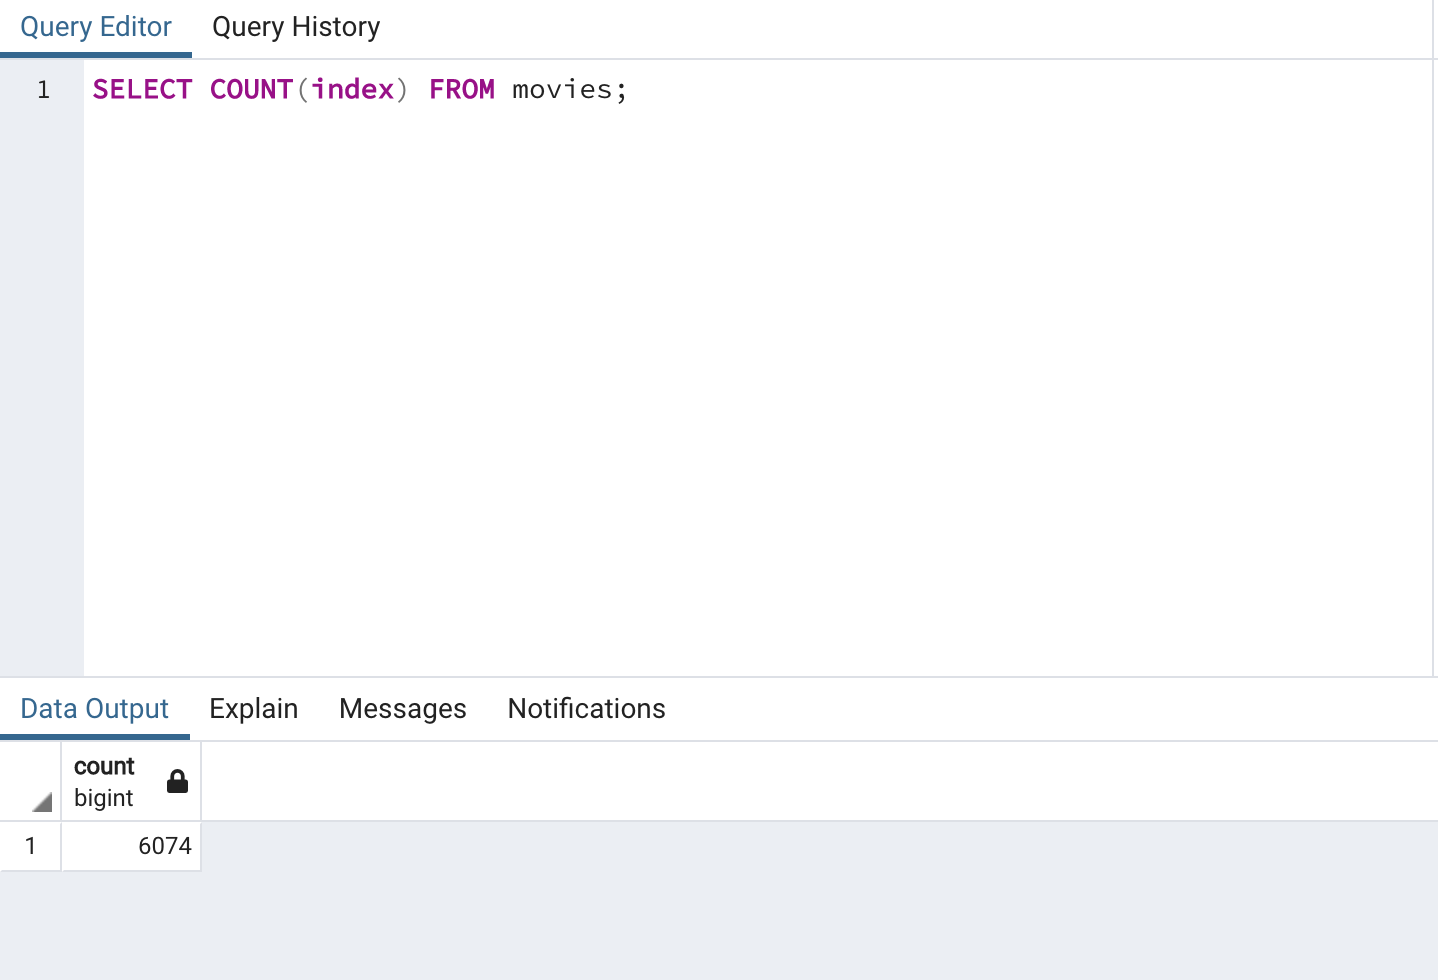 Query Editor Query History
1 SELECT COUNT(index) FROM movies;
Data Output Explain Messages Notifications
count
bigint
1 6074